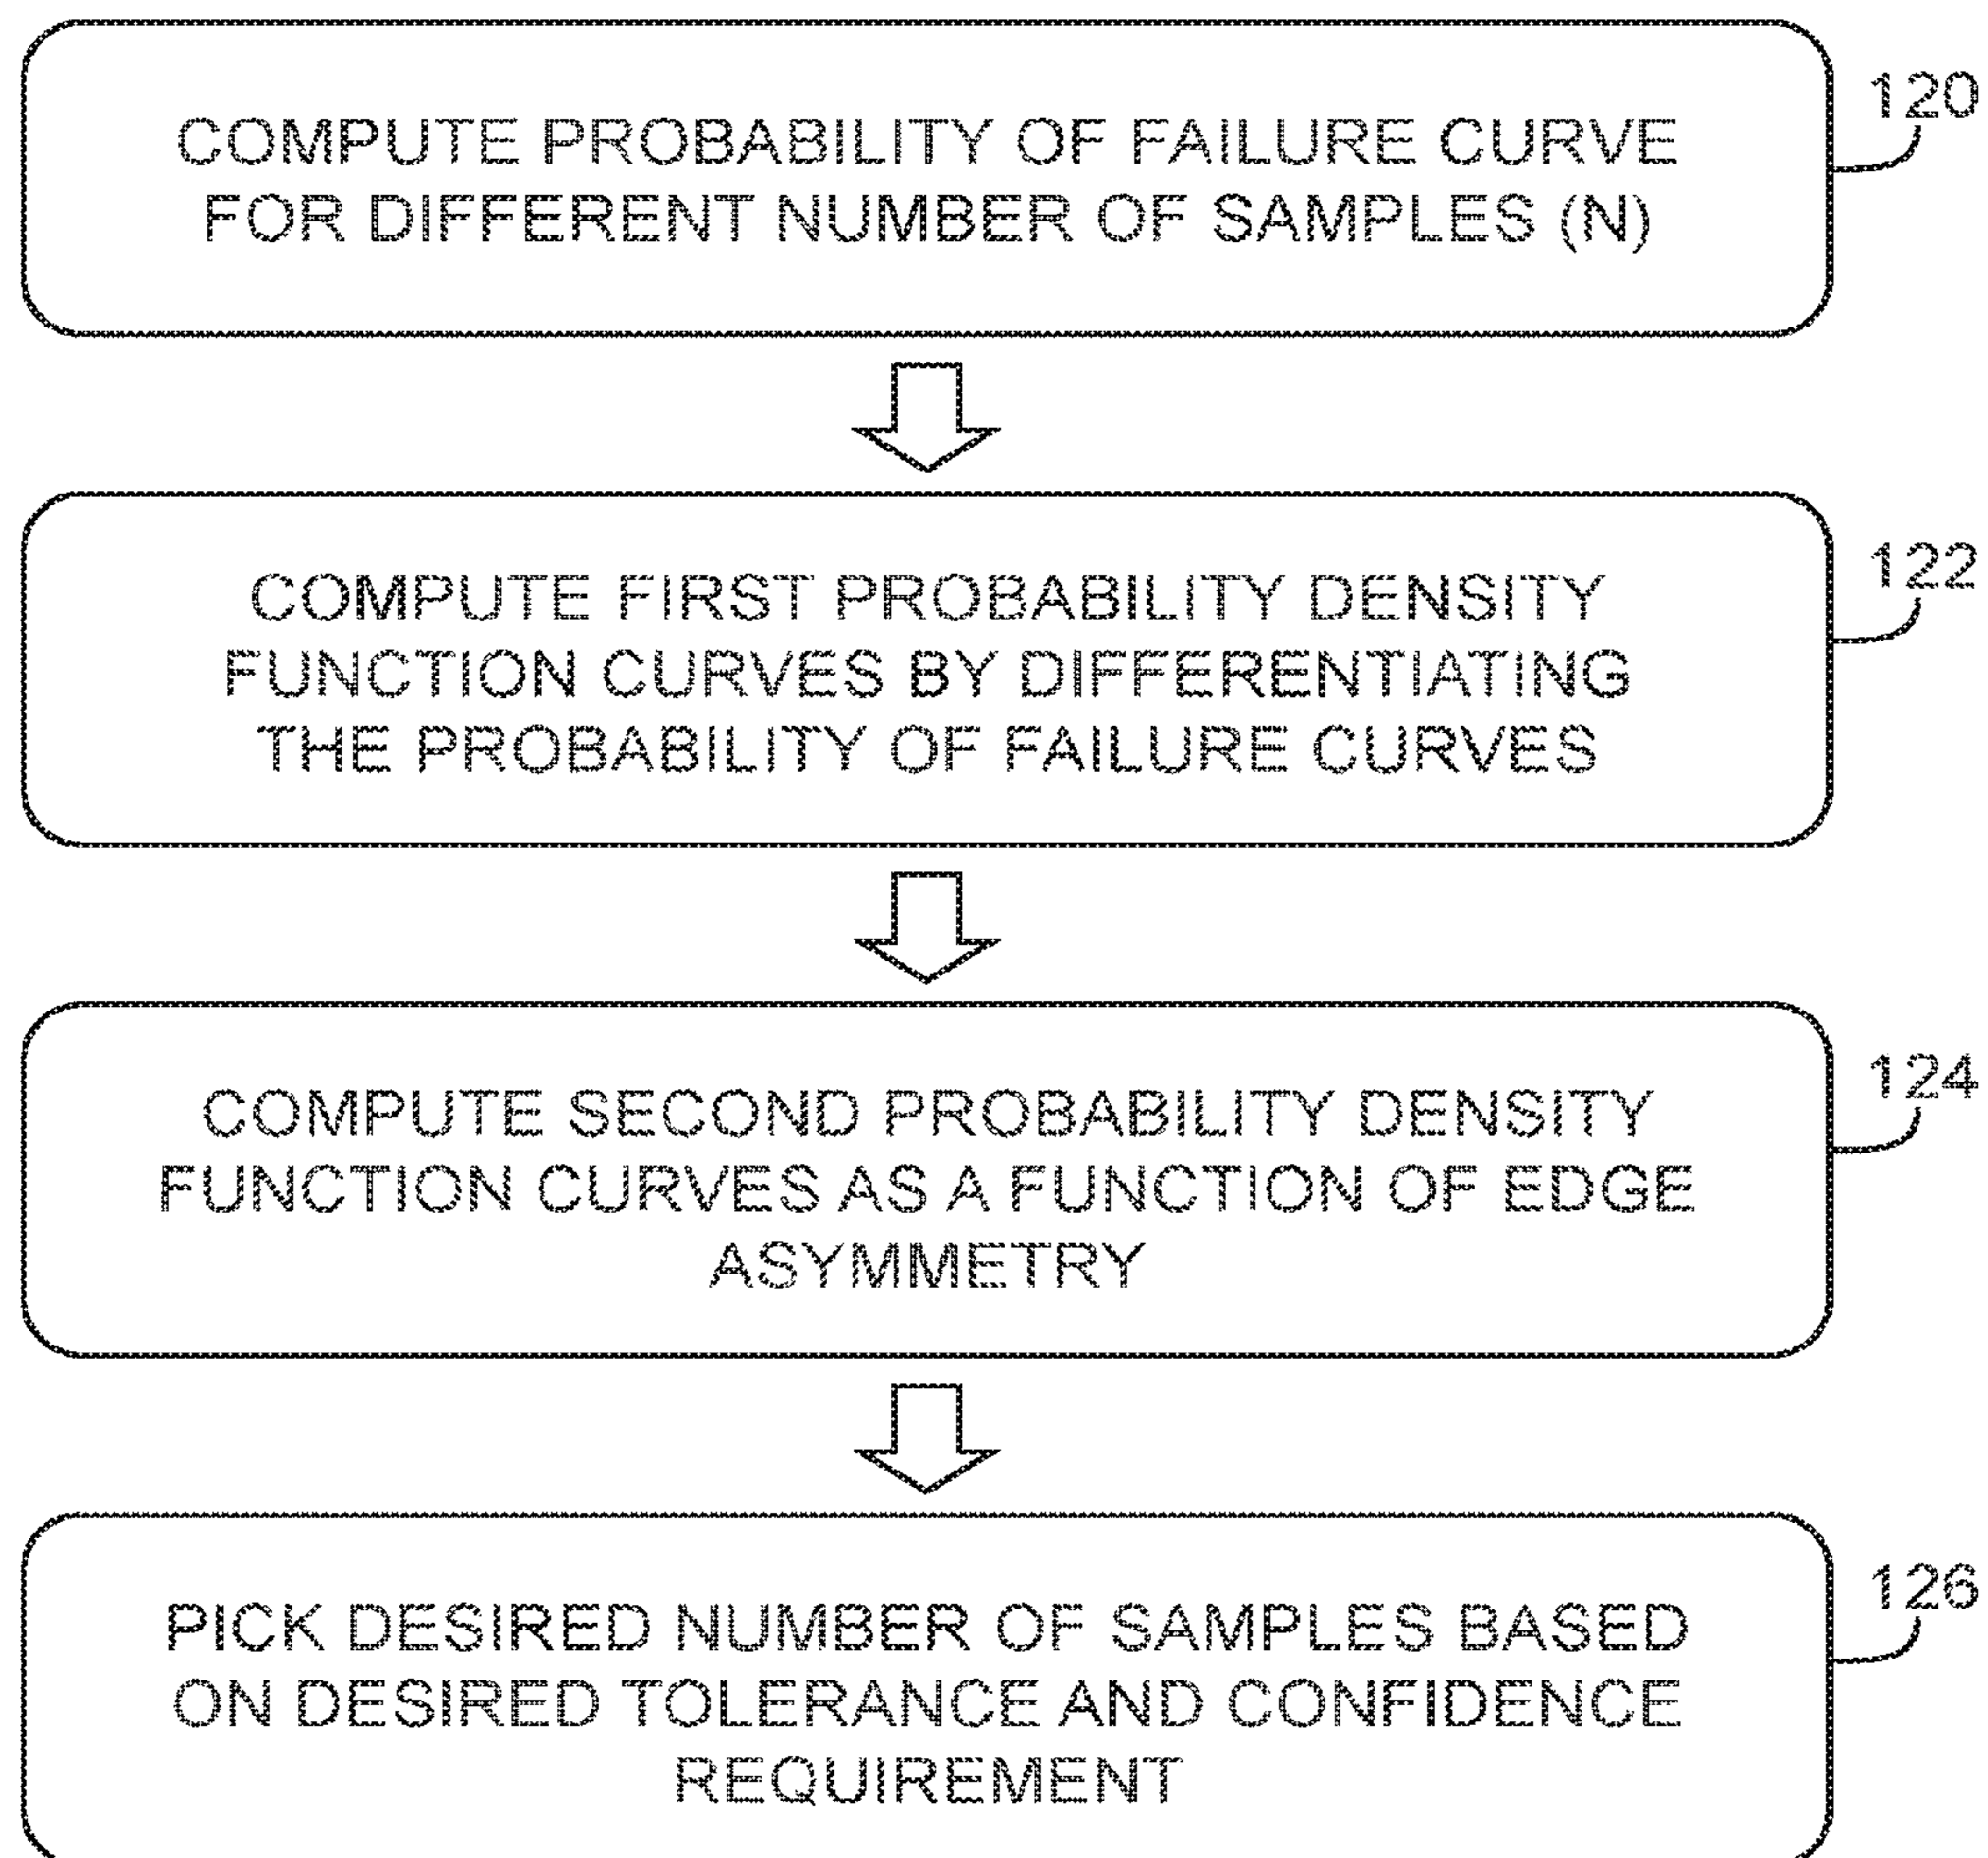 COMPUTE PROBABILITY OF FAILURE CURVE
FOR DIFFERENT NUMBER OF SAMPLES (N)
120
COMPUTE FIRST PROBABILITY DENSITY
FUNCTION CURVES BY DIFFERENTIATING
THE PROBABILITY OF FAILURE CURVES
122
COMPUTE SECOND PROBABILITY DENSITY
FUNCTION CURVES AS A FUNCTION OF EDGE
ASYMMETRY
124
PICK DESIRED NUMBER OF SAMPLES BASED
ON DESIRED TOLERANCE AND CONFIDENCE
REQUIREMENT
126